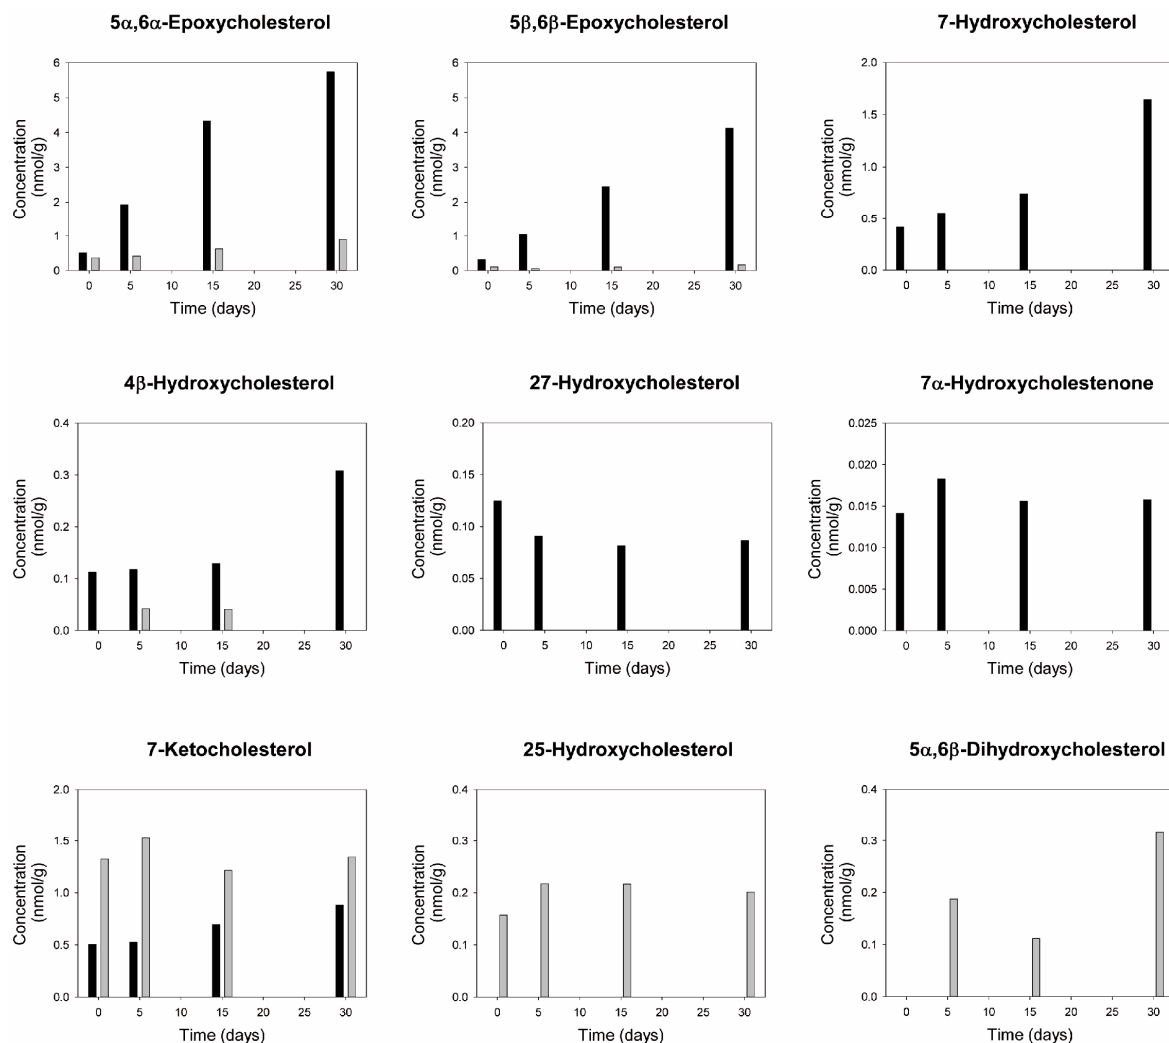 5α,6α-Epoxycholesterol
6
5
4
3
2
1
0
Concentration
(nmol/g)
0 5 10 15 20 25 30
Time (days)
5β,6β-Epoxycholesterol
6
5
4
3
2
1
0
Concentration
(nmol/g)
0 5 10 15 20 25 30
Time (days)
7-Hydroxycholesterol
2.0
1.5
1.0
0.5
0.0
Concentration
(nmol/g)
0 5 10 15 20 25 30
Time (days)
4β-Hydroxycholesterol
0.4
0.3
0.2
0.1
0.0
Concentration
(nmol/g)
0 5 10 15 20 25 30
Time (days)
27-Hydroxycholesterol
0.20
0.15
0.10
0.05
0.00
Concentration
(nmol/g)
0 5 10 15 20 25 30
Time (days)
7α-Hydroxycholestenone
0.025
0.020
0.015
0.010
0.005
0.000
Concentration
(nmol/g)
0 5 10 15 20 25 30
Time (days)
7-Ketocholesterol
2.0
1.5
1.0
0.5
0.0
Concentration
(nmol/g)
0 5 10 15 20 25 30
Time (days)
25-Hydroxycholesterol
0.4
0.3
0.2
0.1
0.0
Concentration
(nmol/g)
0 5 10 15 20 25 30
Time (days)
5α,6β-Dihydroxycholesterol
0.4
0.3
0.2
0.1
0.0
Concentration
(nmol/g)
0 5 10 15 20 25 30
Time (days)